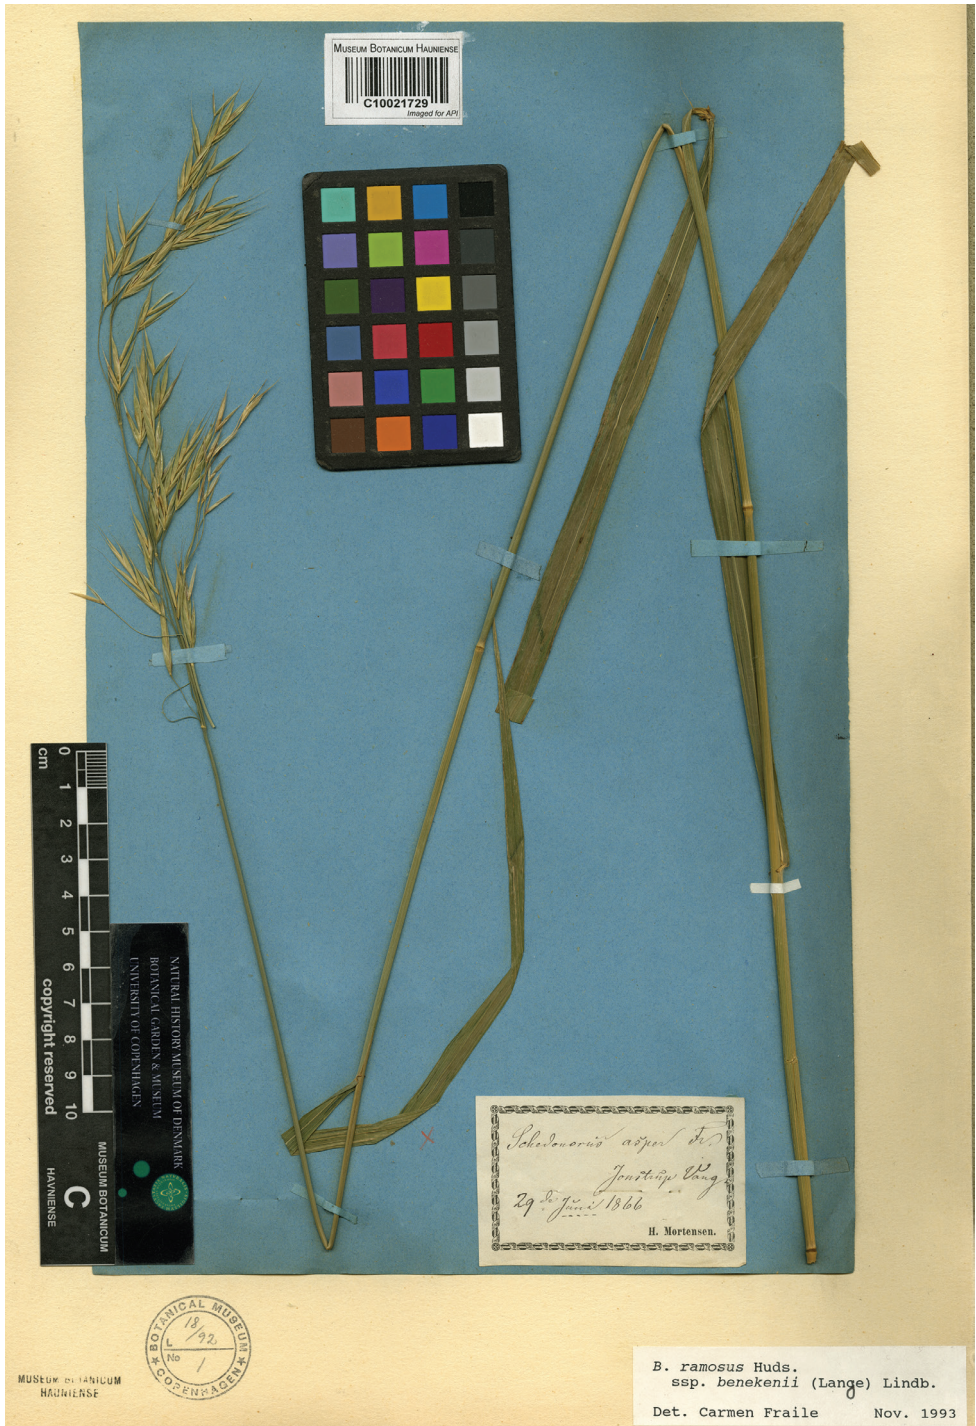 MUSEUM BOTANICUM HAUNIENSE
C10021729
Imaged for API
0
cm
1
2
3
4
5
6
7
8
9
10
copyright reserved
MUSEUM BOTANICUM
HAVNIENSE
C
NATURAL HISTORY MUSEUM OF DENMARK
BOTANICAL GARDEN & MUSEUM
UNIVERSITY OF COPENHAGEN
Schedonorus asper Fr.
Jonstrup Vang
29 de Juni 1866
H. Mortensen.
BOTANICAL MUSEUM
L 18/92
No 1
COPENHAGEN
MUSEUM BOTANICUM
HAUNIENSE
B. ramosus Huds.
ssp. benekenii (Lange) Lindb.
Det. Carmen Fraile Nov. 1993